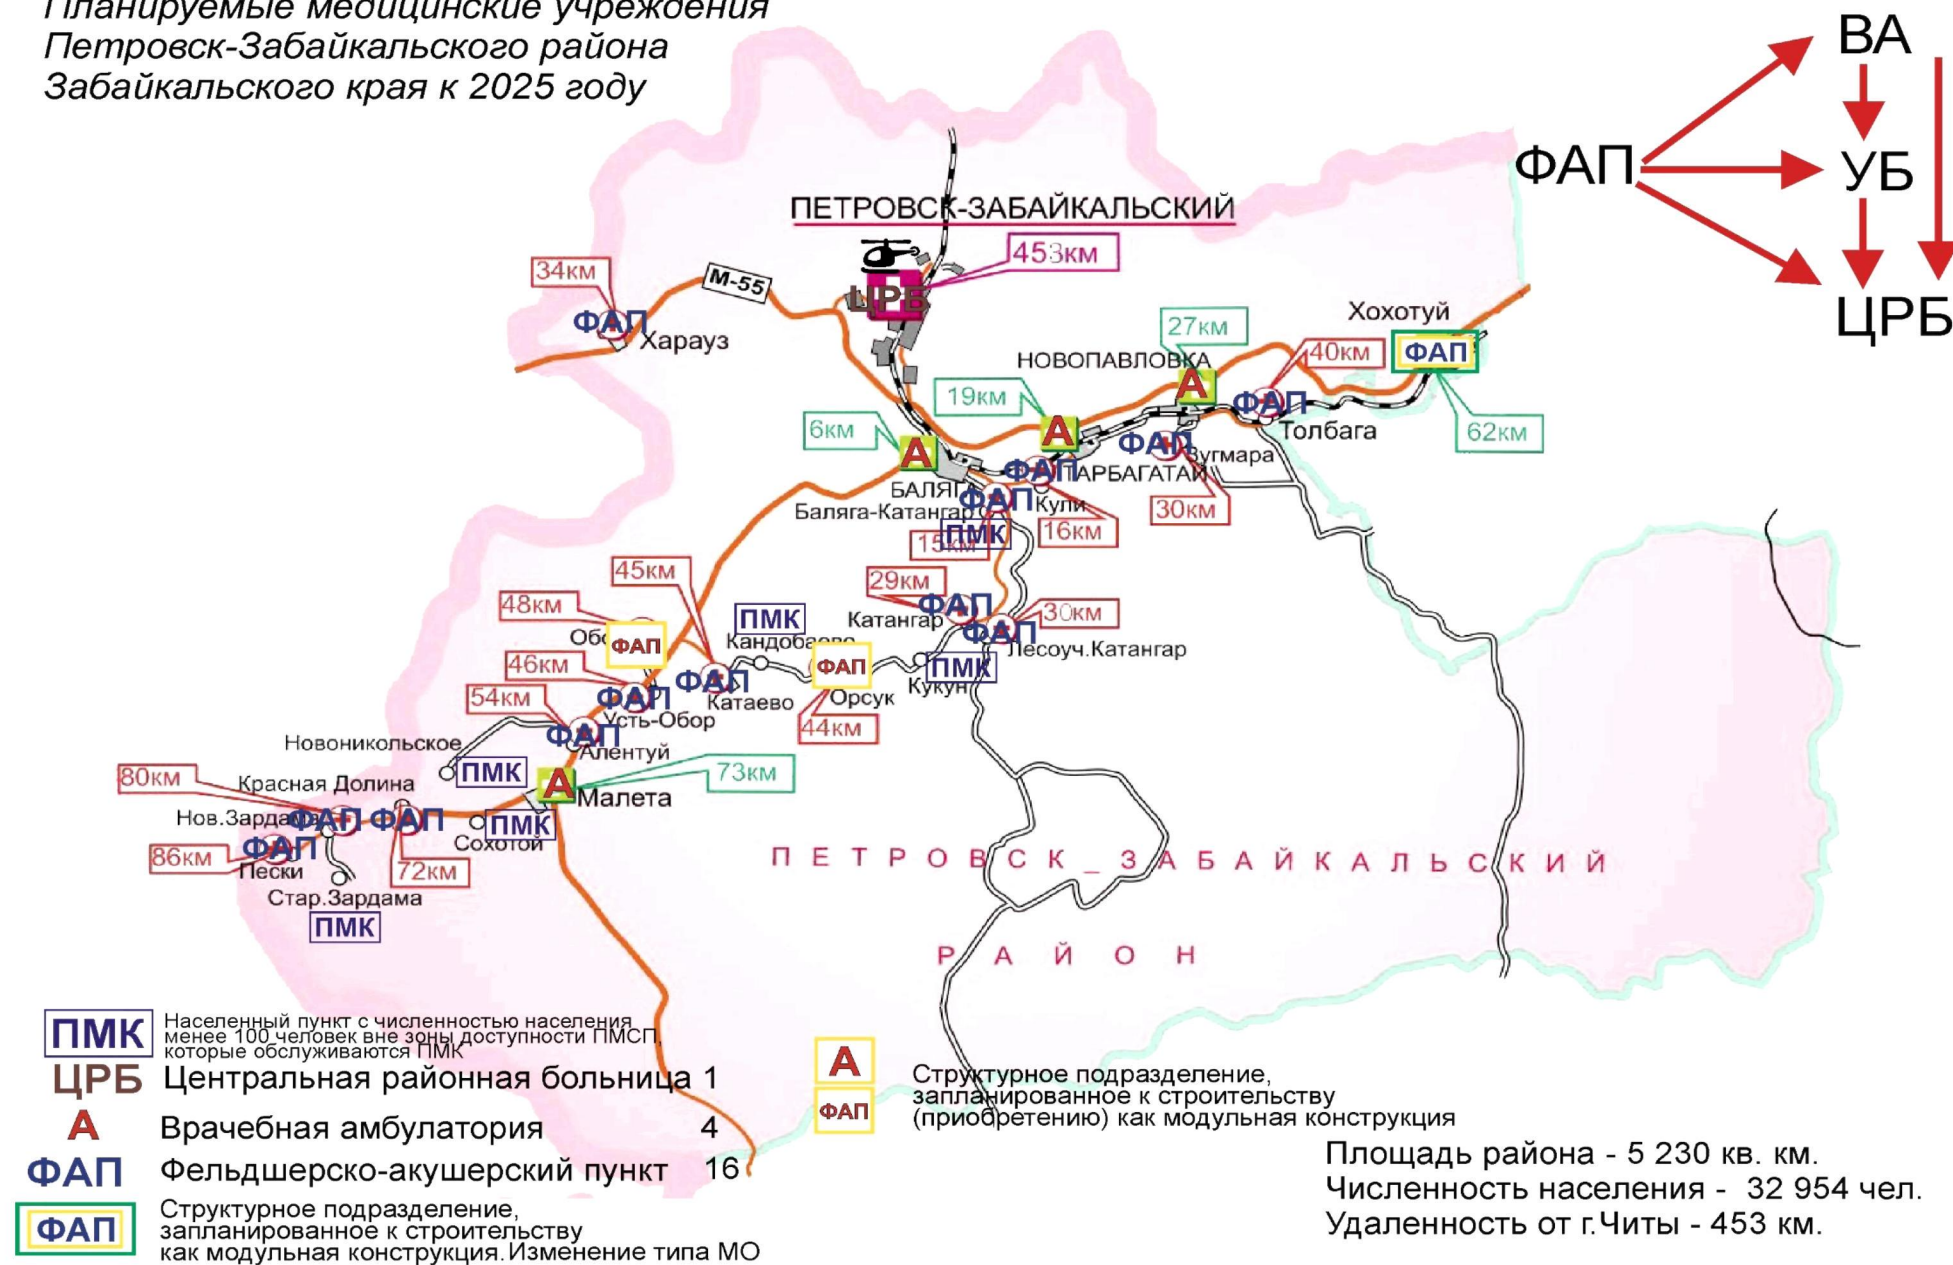 Планируемые медицинские учреждения
Петровск-Забайкальского района
Забайкальского края к 2025 году
ВА
ФАП
УБ
ЦРБ
ПЕТРОВСК-ЗАБАЙКАЛЬСКИЙ
453км
ЦРБ
М-55
34км
ФАП
Харауз
Хохотуй
ФАП
62км
27км
НОВОПАВЛОВКА
А
40км
ФАП
Толбага
19км
А
6км
А
ФАП
Зугмара
30км
ФАП
ТАРБАГАТАЙ
БАЛЯГА
ФАП
Кули
16км
Баляга-Катангар
ПМК
15км
45км
29км
ФАП
Катангар
30км
ФАП
Лесоуч.Катангар
48км
ПМК
Кандобаево
ФАП
ФАП
ПМК
Кукун
Орсук
44км
46км
ФАП
Катаево
ФАП
Усть-Обор
54км
ФАП
Алентуй
Новоникольское
ПМК
73км
А
Малета
80км
Красная Долина
Нов.Зардама
ФАП
ФАП
ПМК
Сохотой
ФАП
86км
Пески
72км
Стар.Зардама
ПМК
ПЕТРОВСК_ЗАБАЙКАЛЬСКИЙ
РАЙОН
ПМК
Населенный пункт с численностью населения
менее 100 человек вне зоны доступности ПМСП,
которые обслуживаются ПМК
ЦРБ Центральная районная больница 1
А Врачебная амбулатория 4
ФАП Фельдшерско-акушерский пункт 16
ФАП
Структурное подразделение,
запланированное к строительству
как модульная конструкция. Изменение типа МО
А
ФАП
Структурное подразделение,
запланированное к строительству
(приобретению) как модульная конструкция
Площадь района - 5 230 кв. км.
Численность населения - 32 954 чел.
Удаленность от г.Читы - 453 км.